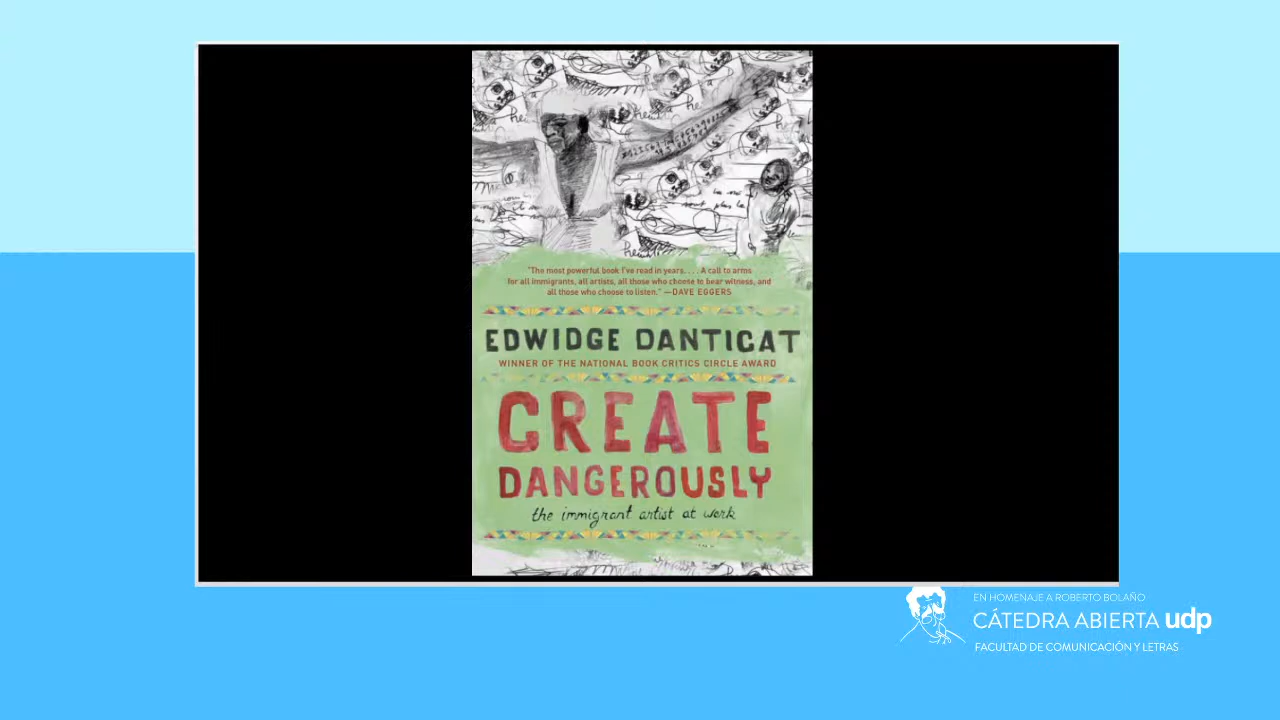 "The most powerful book I've read in years. . . . A call to arms
for all immigrants, all artists, all those who choose to bear witness, and
all those who choose to listen." —DAVE EGGERS
EDWIDGE DANTICAT
WINNER OF THE NATIONAL BOOK CRITICS CIRCLE AWARD
CREATE
DANGEROUSLY
the immigrant artist at work
EN HOMENAJE A ROBERTO BOLAÑO
CÁTEDRA ABIERTA udp
FACULTAD DE COMUNICACIÓN Y LETRAS